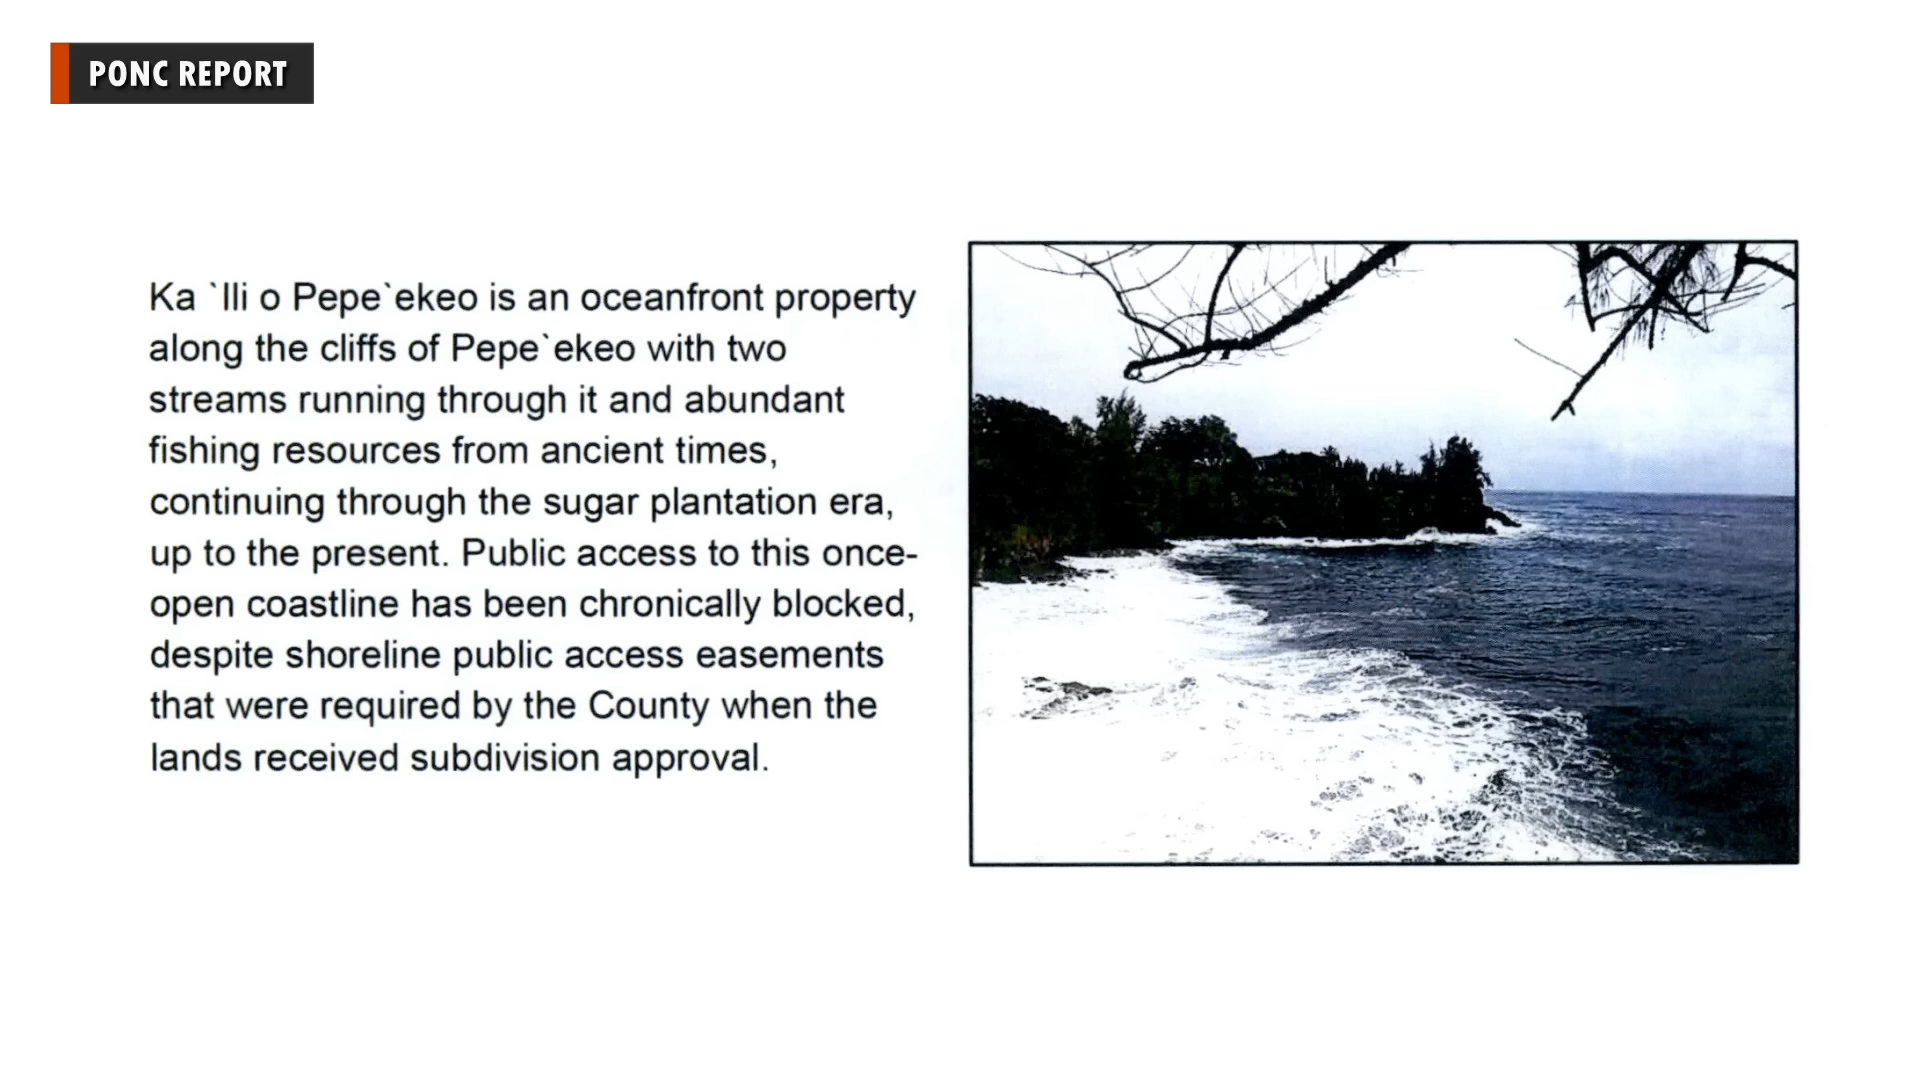 PONC REPORT
Ka `Ili o Pepe`ekeo is an oceanfront property
along the cliffs of Pepe`ekeo with two
streams running through it and abundant
fishing resources from ancient times,
continuing through the sugar plantation era,
up to the present. Public access to this once-
open coastline has been chronically blocked,
despite shoreline public access easements
that were required by the County when the
lands received subdivision approval.